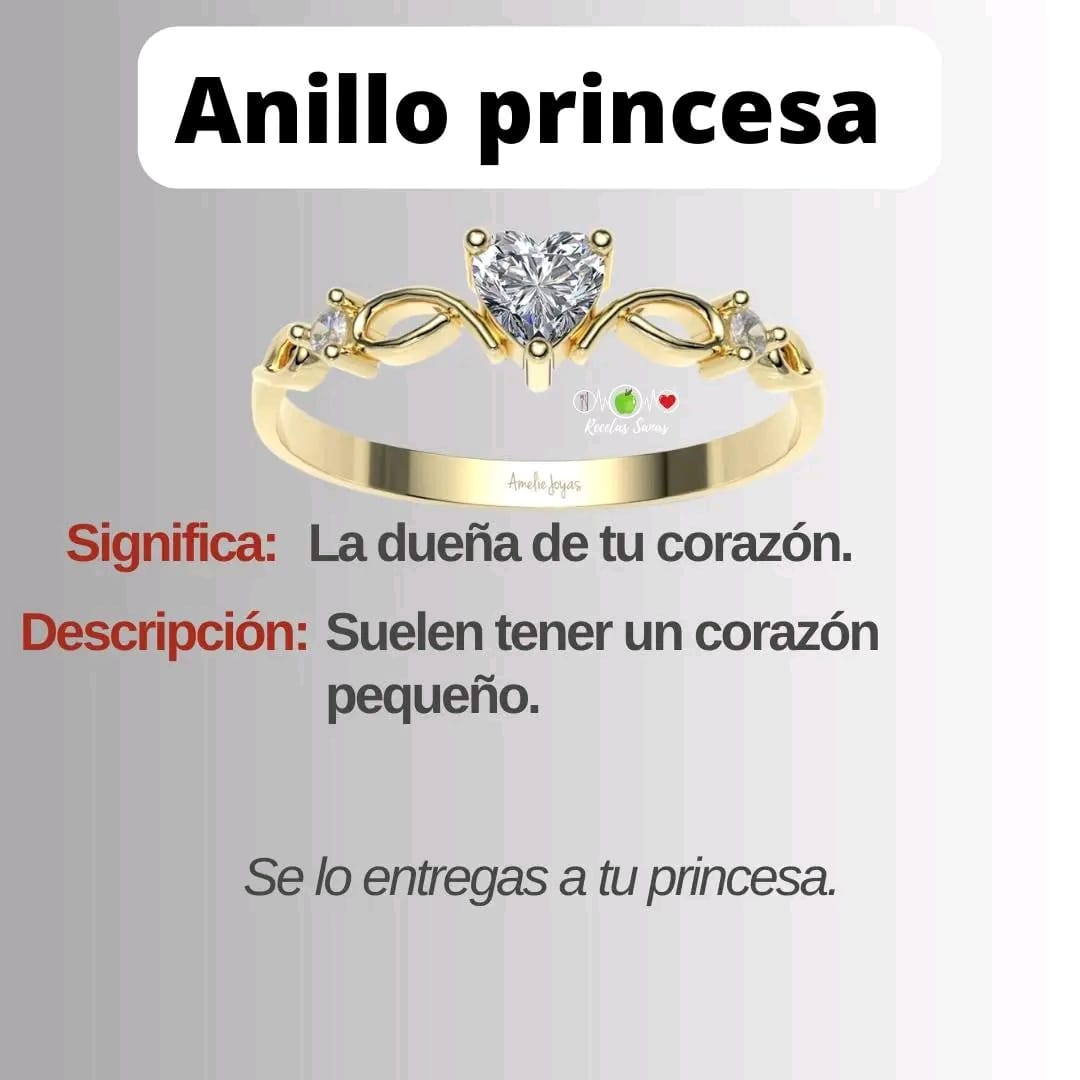 Anillo princesa
Recetas Sanas
Amelie Joyas
Significa: La dueña de tu corazón.
Descripción: Suelen tener un corazón
pequeño.
Se lo entregas a tu princesa.